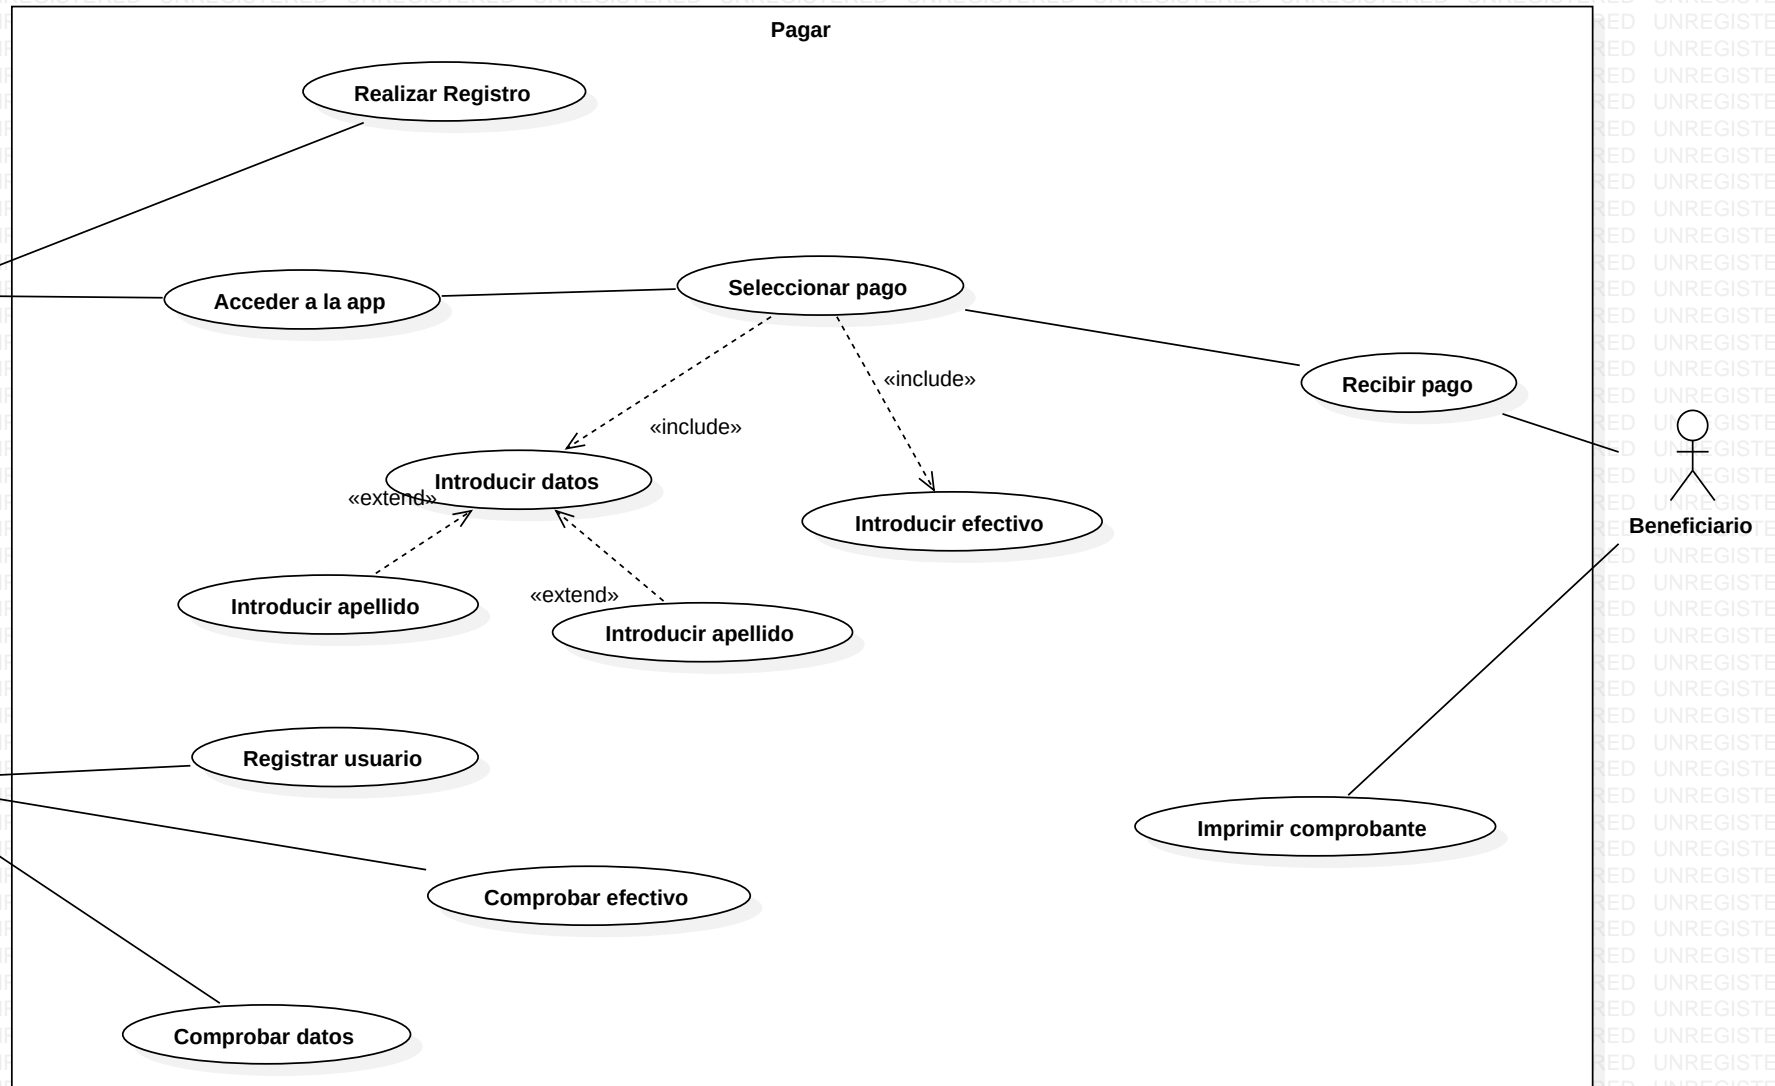 Pagar
Realizar Registro
Acceder a la app
Seleccionar pago
Recibir pago
«include»
«include»
Introducir datos
«extend»
Introducir efectivo
Beneficiario
Introducir apellido
«extend»
Introducir apellido
Registrar usuario
Imprimir comprobante
Comprobar efectivo
Comprobar datos